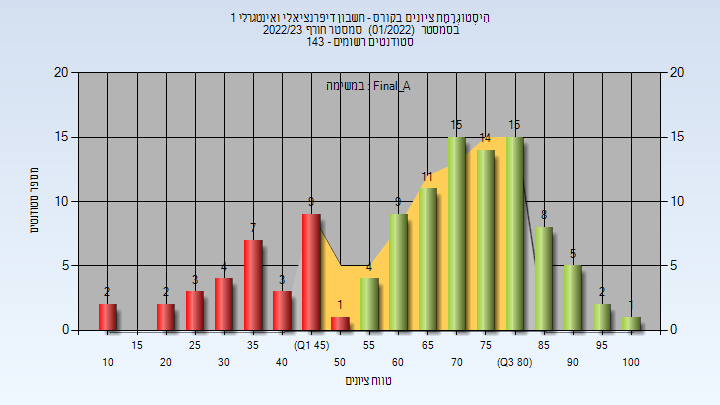 היסטוגרמת ציונים בקורס - חשבון דיפרנציאלי ואינטגרלי 1
בסמסטר (01/2022) סמסטר חורף 2022/23
סטודנטים רשומים - 143
במשימה : Final_A
20 20
15 15
10 10
5 5
0 0
מספר סטודנטים
2 2 3 4 7 3 9 1 4 9 11 15 14 15 8 5 2 1
15 25 35 (Q1 45) 55 65 75 85 95
10 20 30 40 50 60 70 (Q3 80) 90 100
טווח ציונים